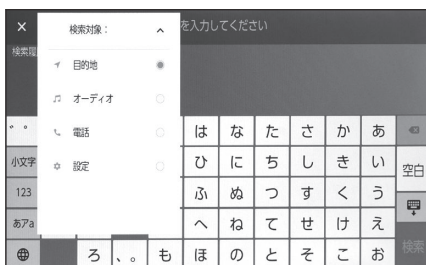 検索対象：
を入力してください
検索履
目的地
オーディオ
電話
設定
゛゜
は な た さ か あ
小文字
ひ に ち し き い
空白
123
ふ ぬ つ す く う
あア a
へ ね て せ け え
ろ 、。 も ほ の と そ こ お
検索